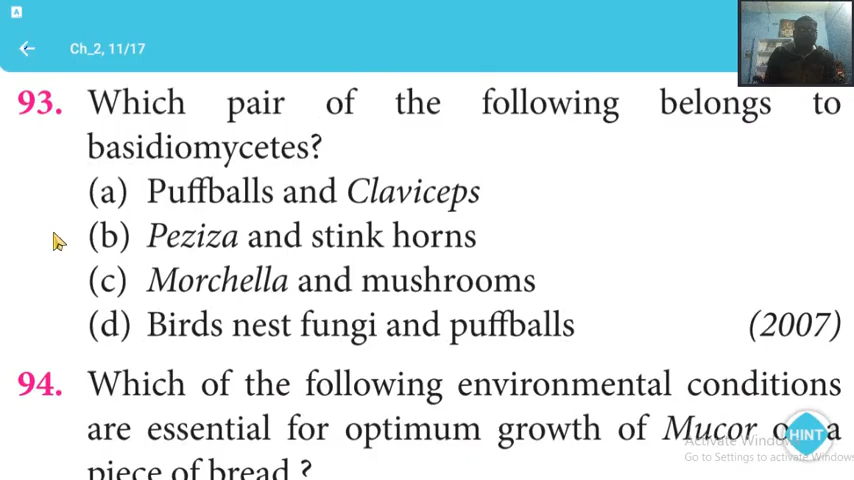 A
Ch_2, 11/17
93. Which pair of the following belongs to
basidiomycetes?
(a) Puffballs and Claviceps
(b) Peziza and stink horns
(c) Morchella and mushrooms
(d) Birds nest fungi and puffballs (2007)
94. Which of the following environmental conditions
are essential for optimum growth of Mucor on a
piece of bread ?
HINT
Activate Windows
Go to Settings to activate Windows